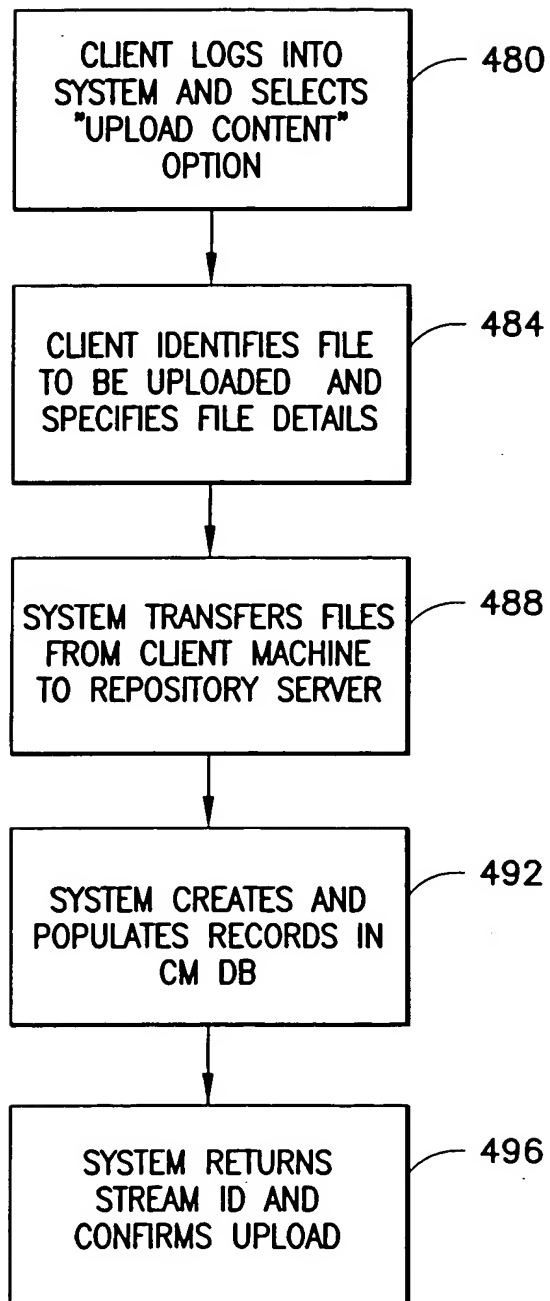 CLIENT LOGS INTO
SYSTEM AND SELECTS
"UPLOAD CONTENT"
OPTION
480
CLIENT IDENTIFIES FILE
TO BE UPLOADED AND
SPECIFIES FILE DETAILS
484
SYSTEM TRANSFERS FILES
FROM CLIENT MACHINE
TO REPOSITORY SERVER
488
SYSTEM CREATES AND
POPULATES RECORDS IN
CM DB
492
SYSTEM RETURNS
STREAM ID AND
CONFIRMS UPLOAD
496